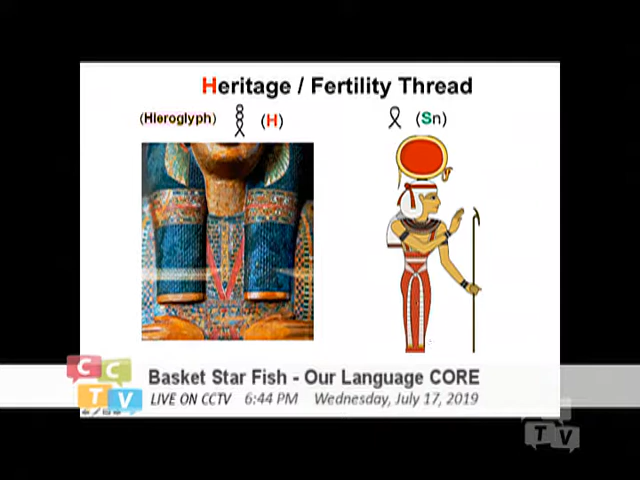 Heritage / Fertility Thread
(Hieroglyph) (H) (Sn)
CC
TV
Basket Star Fish - Our Language CORE
LIVE ON CCTV 6:44 PM Wednesday, July 17, 2019
TV